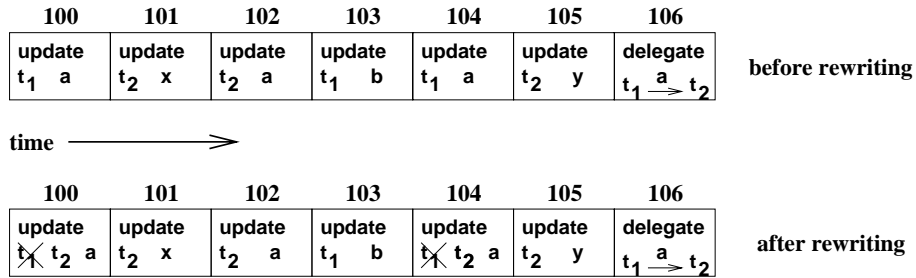 100 101 102 103 104 105 106
update update update update update update delegate
t1 a t2 x t2 a t1 b t1 a t2 y t1 a t2
before rewriting
time
100 101 102 103 104 105 106
update update update update update update delegate
t1 t2 a t2 x t2 a t1 b t1 t2 a t2 y t1 a t2
after rewriting